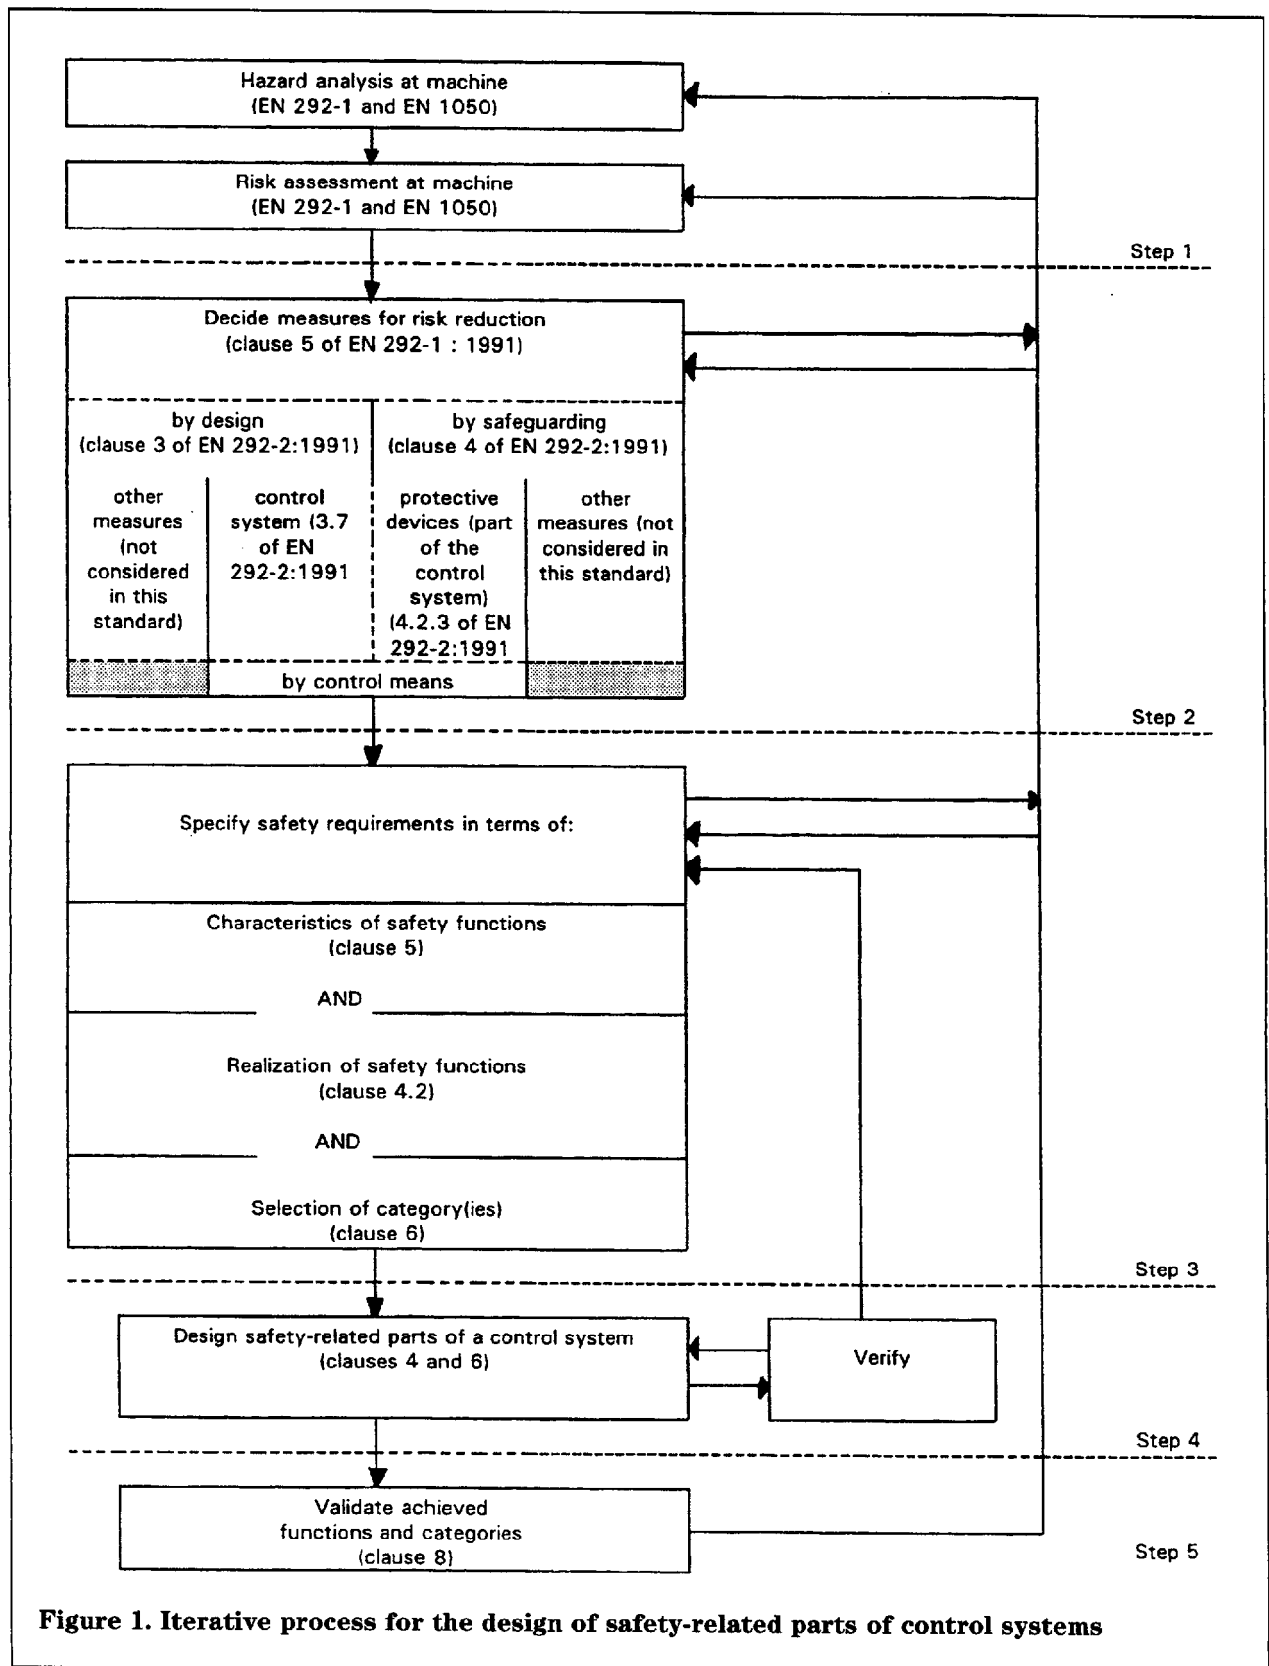 Hazard analysis at machine
(EN 292-1 and EN 1050)
Risk assessment at machine
(EN 292-1 and EN 1050)
Step 1
Decide measures for risk reduction
(clause 5 of EN 292-1 : 1991)
by design
(clause 3 of EN 292-2:1991)
by safeguarding
(clause 4 of EN 292-2:1991)
other
measures
(not
considered
in this
standard)
control
system (3.7
of EN
292-2:1991
protective
devices (part
of the
control
system)
(4.2.3 of EN
292-2:1991
other
measures (not
considered in
this standard)
by control means
Step 2
Specify safety requirements in terms of:
Characteristics of safety functions
(clause 5)
AND
Realization of safety functions
(clause 4.2)
AND
Selection of category(ies)
(clause 6)
Step 3
Design safety-related parts of a control system
(clauses 4 and 6)
Verify
Step 4
Validate achieved
functions and categories
(clause 8)
Step 5
Figure 1. Iterative process for the design of safety-related parts of control systems